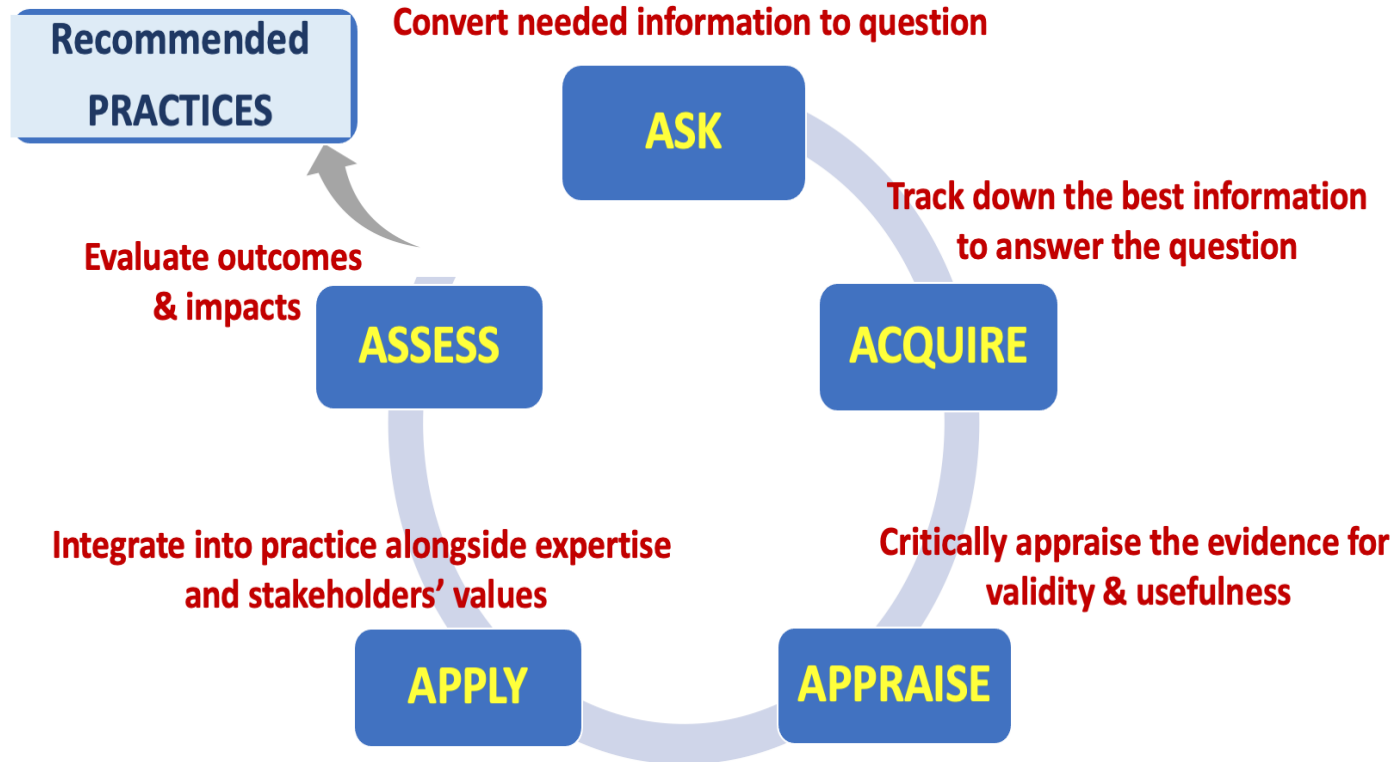 Recommended
PRACTICES
Convert needed information to question
ASK
Track down the best information
to answer the question
ACQUIRE
Critically appraise the evidence for
validity & usefulness
APPRAISE
Integrate into practice alongside expertise
and stakeholders’ values
APPLY
Evaluate outcomes
& impacts
ASSESS